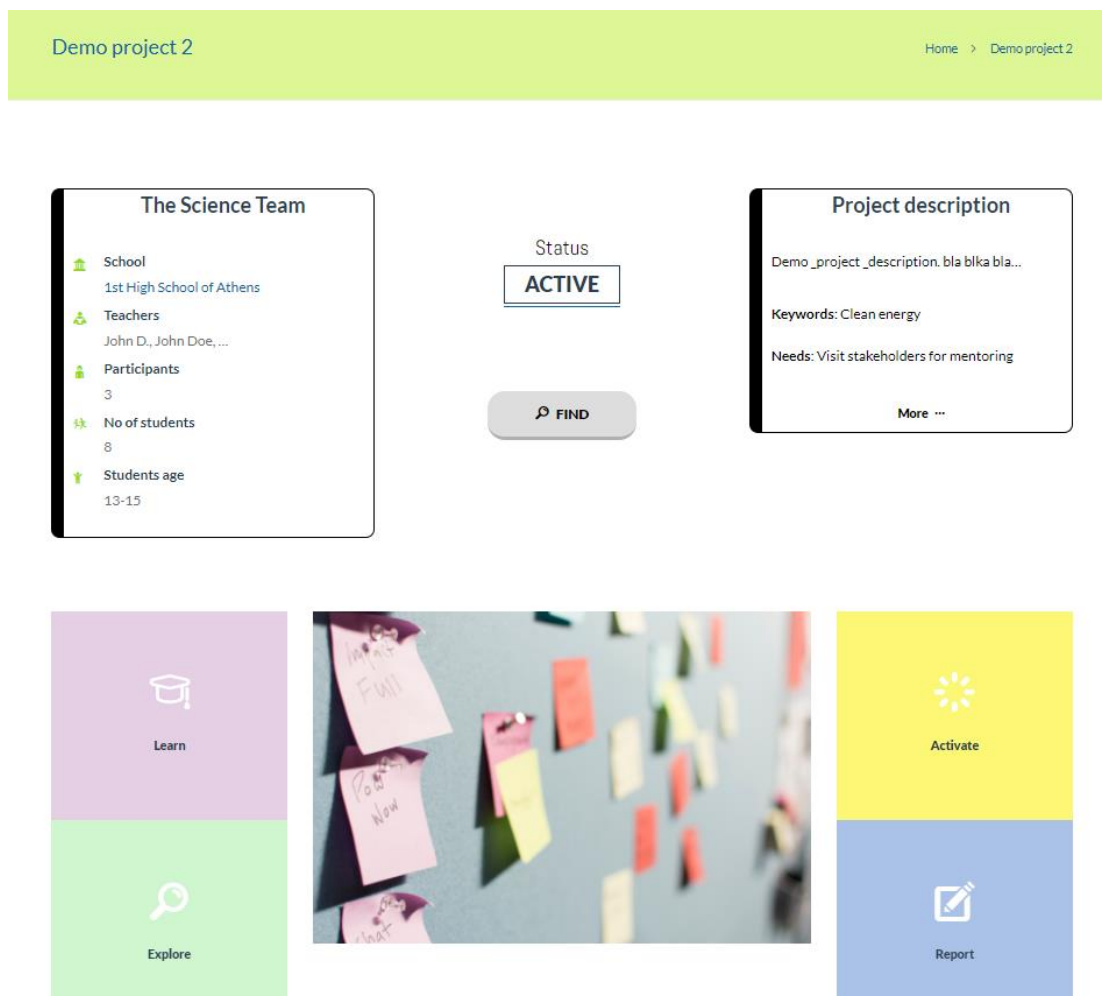 Demo project 2
Home > Demo project 2
The Science Team
School
1st High School of Athens
Teachers
John D., John Doe, ...
Participants
3
No of students
8
Students age
13-15
Status
ACTIVE
FIND
Project description
Demo _project _description. bla blka bla...
Keywords: Clean energy
Needs: Visit stakeholders for mentoring
More ...
Learn
Explore
Full
Now
Activate
Report